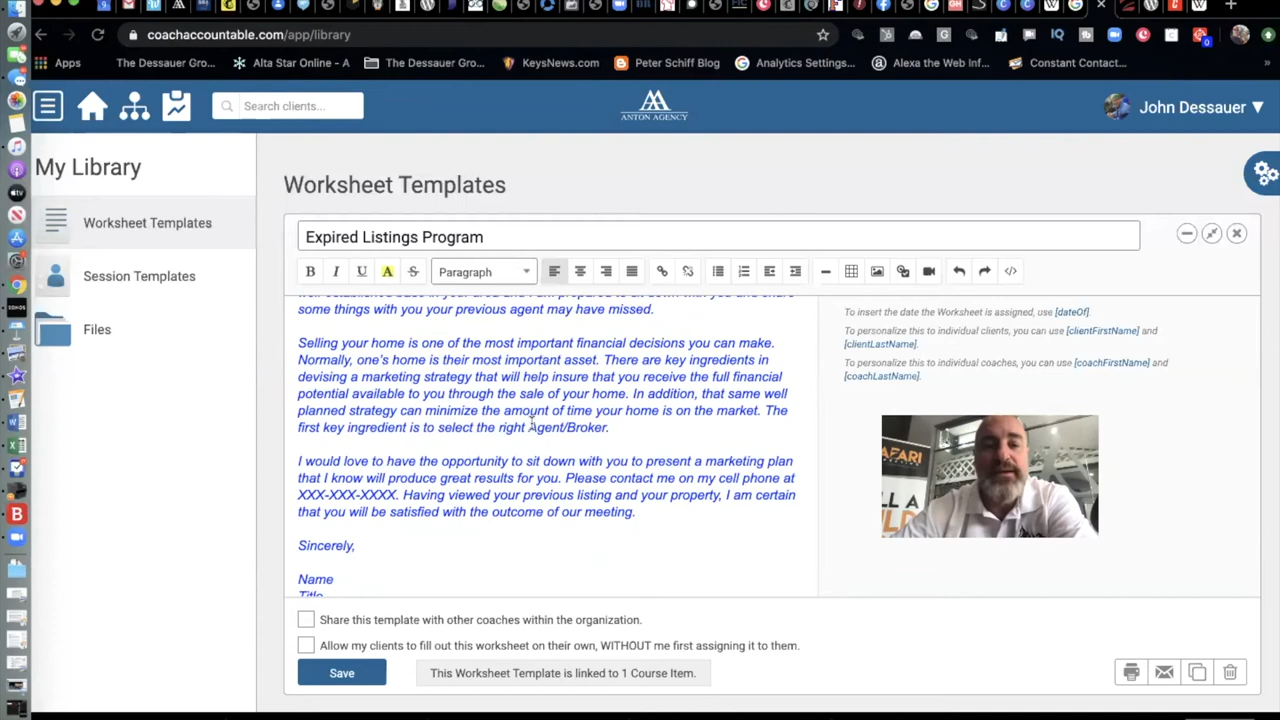 coachaccountable.com/app/library
Apps
The Dessauer Grou...
Alta Star Online - A
The Dessauer Grou...
KeysNews.com
Peter Schiff Blog
Analytics Settings...
Alexa the Web Inf...
Constant Contact...
Search clients...
ANTON AGENCY
John Dessauer
My Library
Worksheet Templates
Session Templates
Files
Worksheet Templates
Expired Listings Program
B I U A S
Paragraph
some things with you your previous agent may have missed.
Selling your home is one of the most important financial decisions you can make.
Normally, one's home is their most important asset. There are key ingredients in
devising a marketing strategy that will help insure that you receive the full financial
potential available to you through the sale of your home. In addition, that same well
planned strategy can minimize the amount of time your home is on the market. The
first key ingredient is to select the right Agent/Broker.
I would love to have the opportunity to sit down with you to present a marketing plan
that I know will produce great results for you. Please contact me on my cell phone at
XXX-XXX-XXXX. Having viewed your previous listing and your property, I am certain
that you will be satisfied with the outcome of our meeting.
Sincerely,
Name
Title
To insert the date the Worksheet is assigned, use [dateOf].
To personalize this to individual clients, you can use [clientFirstName] and
[clientLastName].
To personalize this to individual coaches, you can use [coachFirstName] and
[coachLastName].
Share this template with other coaches within the organization.
Allow my clients to fill out this worksheet on their own, WITHOUT me first assigning it to them.
Save
This Worksheet Template is linked to 1 Course Item.